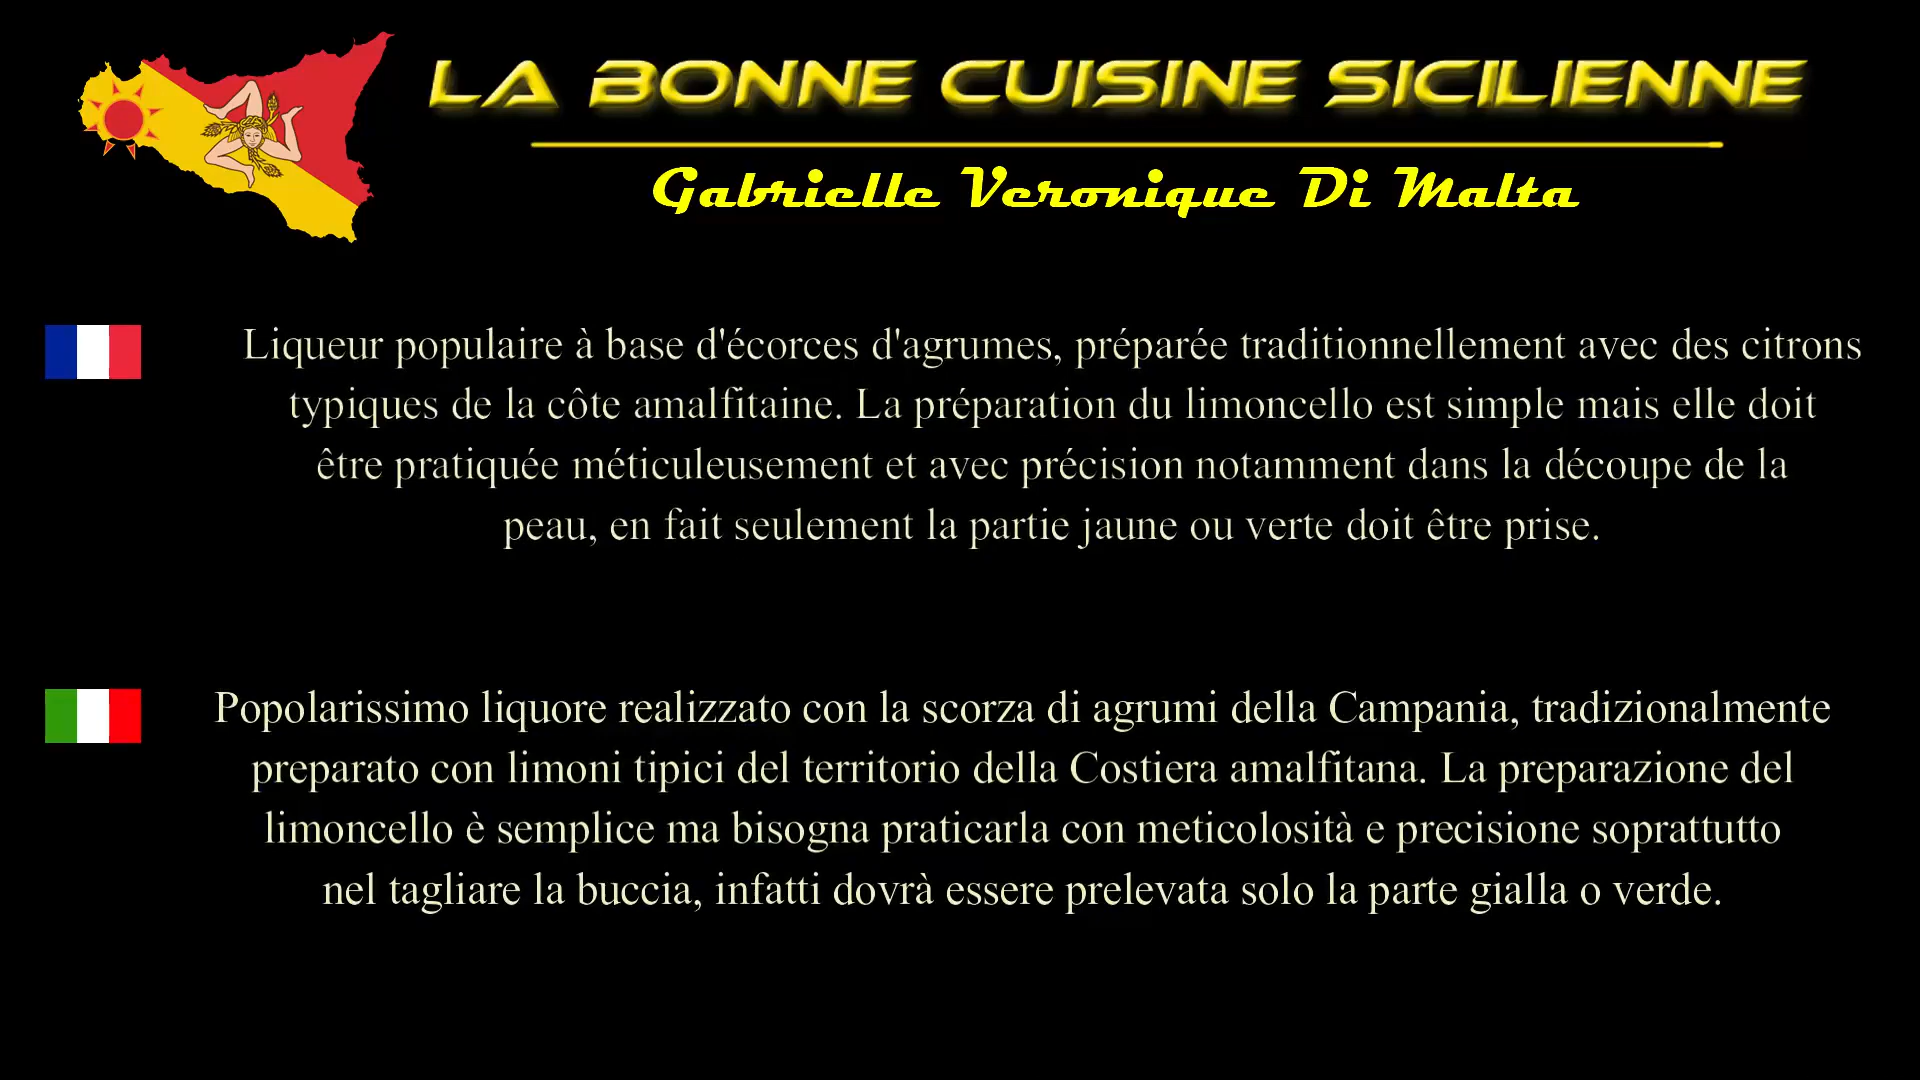 LA BONNE CUISINE SICILIENNE
Gabrielle Veronique Di Malta
Liqueur populaire à base d'écorces d'agrumes, préparée traditionnellement avec des citrons
typiques de la côte amalfitaine. La préparation du limoncello est simple mais elle doit
être pratiquée méticuleusement et avec précision notamment dans la découpe de la
peau, en fait seulement la partie jaune ou verte doit être prise.
Popolarissimo liquore realizzato con la scorza di agrumi della Campania, tradizionalmente
preparato con limoni tipici del territorio della Costiera amalfitana. La preparazione del
limoncello è semplice ma bisogna praticarla con meticolosità e precisione soprattutto
nel tagliare la buccia, infatti dovrà essere prelevata solo la parte gialla o verde.